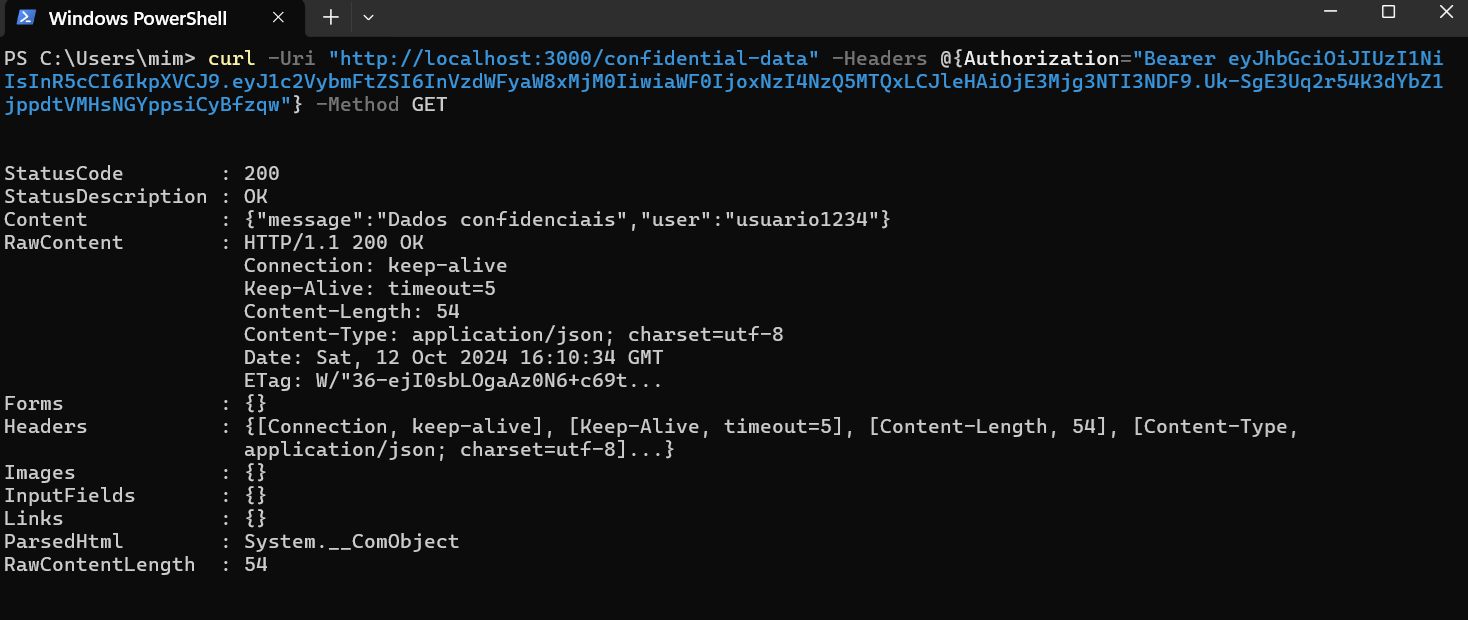 Windows PowerShell
PS C:\Users\mim> curl -Uri "http://localhost:3000/confidential-data" -Headers @{Authorization="Bearer eyJhbGciOiJIUzI1Ni
IsInR5cCI6IkpXVCJ9.eyJ1c2VybmFtZSI6InVzdWFyaW8xMjM0IiwiaWF0IjoxNzI4NzQ5MTQxLCJleHAiOjE3Mjg3NTI3NDF9.Uk-SgE3Uq2r54K3dYbZ1
jppdtVMHsNGYppsiCyBfzqw"} -Method GET
StatusCode        : 200
StatusDescription : OK
Content           : {"message":"Dados confidenciais","user":"usuario1234"}
RawContent        : HTTP/1.1 200 OK
Connection: keep-alive
Keep-Alive: timeout=5
Content-Length: 54
Content-Type: application/json; charset=utf-8
Date: Sat, 12 Oct 2024 16:10:34 GMT
ETag: W/"36-ejI0sbLOgaAz0N6+c69t...
Forms             : {}
Headers           : {[Connection, keep-alive], [Keep-Alive, timeout=5], [Content-Length, 54], [Content-Type,
application/json; charset=utf-8]...}
Images            : {}
InputFields       : {}
Links             : {}
ParsedHtml        : System.__ComObject
RawContentLength  : 54